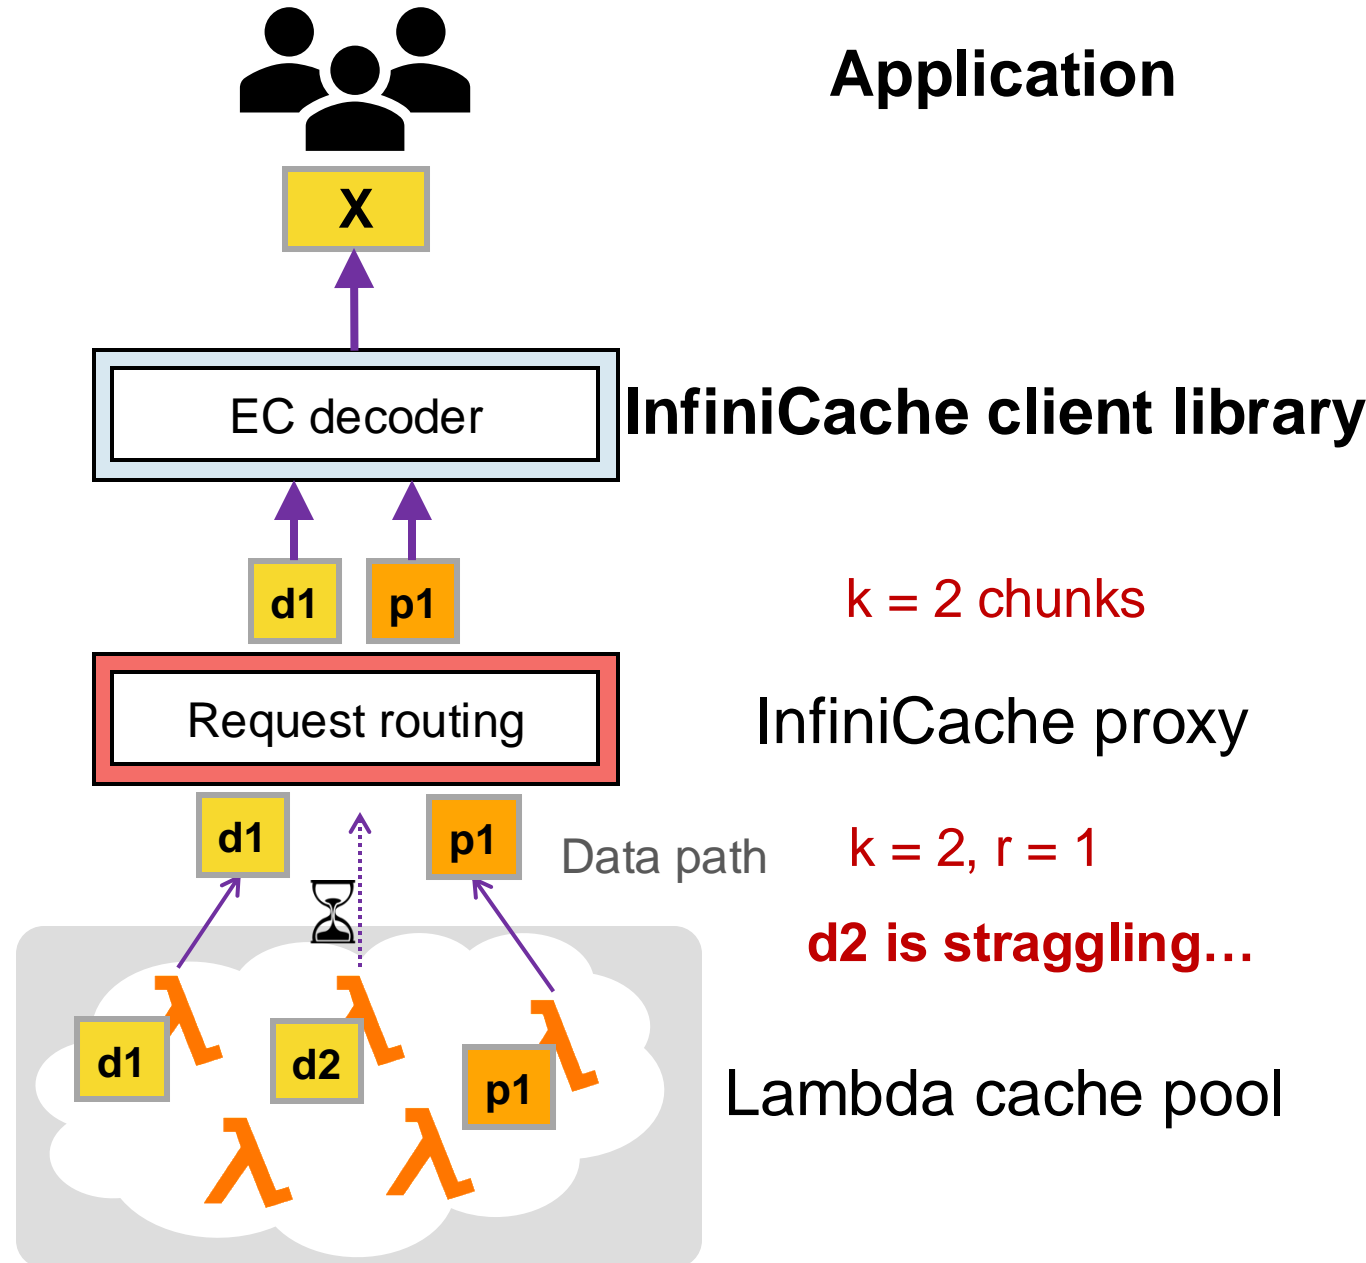 Application
X
EC decoder
InfiniCache client library
d1
p1
k = 2 chunks
Request routing
InfiniCache proxy
d1
p1
Data path
k = 2, r = 1
d2 is straggling…
λ
λ
λ
d1
d2
p1
Lambda cache pool
λ
λ